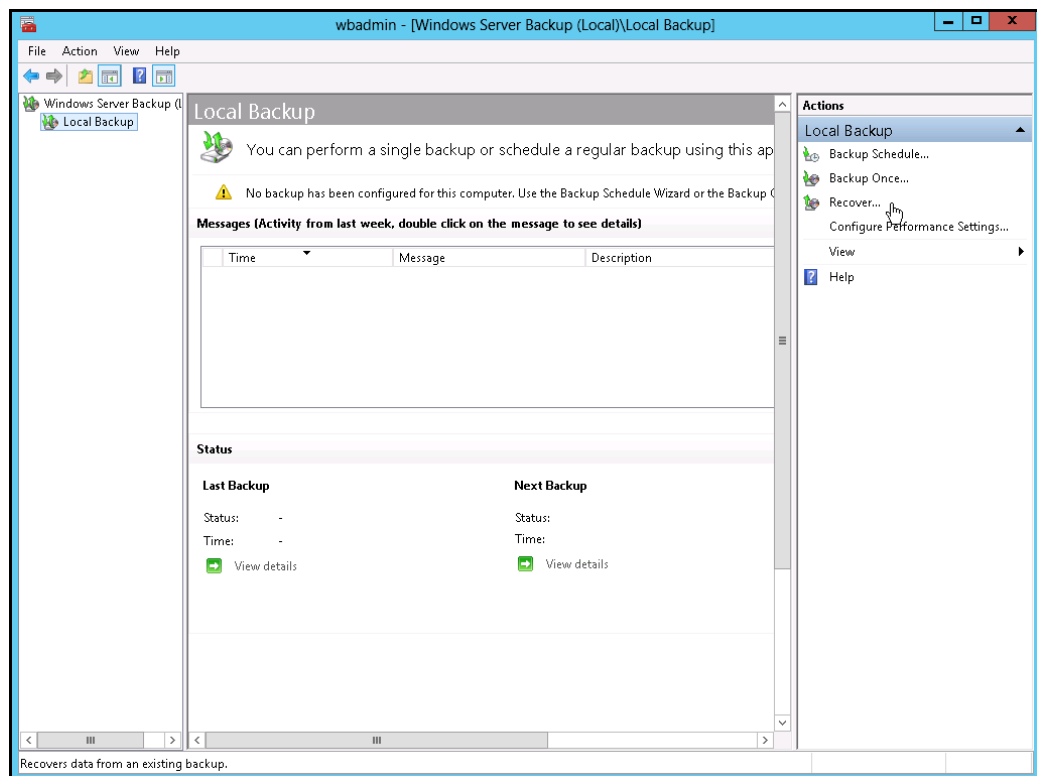 wbadmin - [Windows Server Backup (Local)\Local Backup]
File Action View Help
Windows Server Backup (L
Local Backup
Local Backup
You can perform a single backup or schedule a regular backup using this ap
No backup has been configured for this computer. Use the Backup Schedule Wizard or the Backup
Messages (Activity from last week, double click on the message to see details)
Time Message Description
Status
Last Backup Next Backup
Status: - Status:
Time: - Time:
View details View details
Actions
Local Backup
Backup Schedule...
Backup Once...
Recover...
Configure Performance Settings...
View
Help
Recovers data from an existing backup.